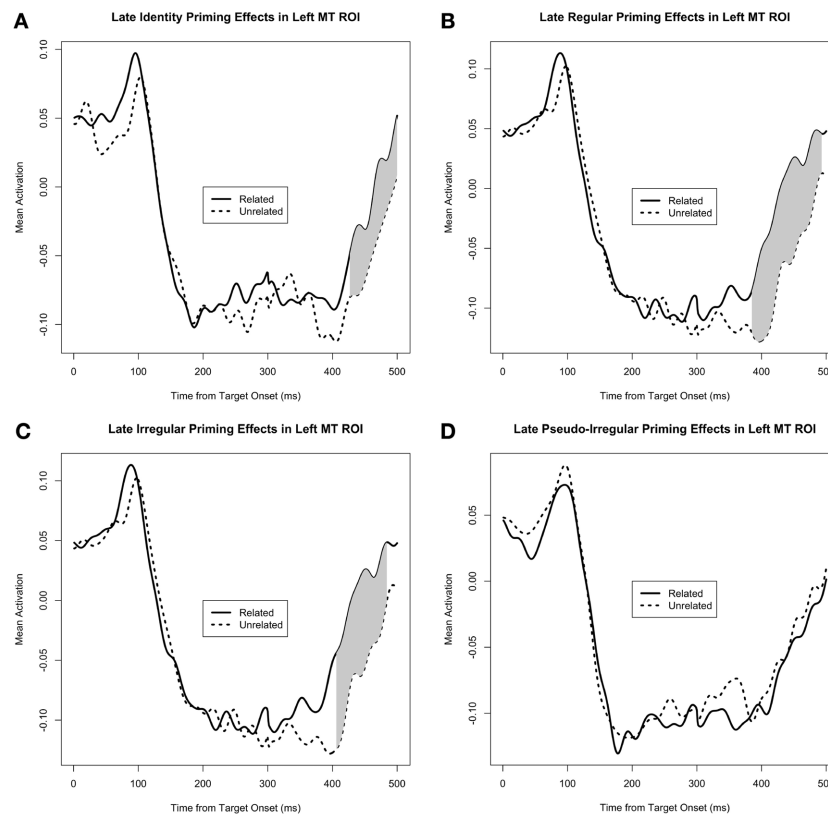 A
Late Identity Priming Effects in Left MT ROI
Mean Activation
0.10
0.05
0.00
-0.05
-0.10
Related
Unrelated
0 100 200 300 400 500
Time from Target Onset (ms)
B
Late Regular Priming Effects in Left MT ROI
Mean Activation
0.10
0.05
0.00
-0.05
-0.10
Related
Unrelated
0 100 200 300 400 500
Time from Target Onset (ms)
C
Late Irregular Priming Effects in Left MT ROI
Mean Activation
0.10
0.05
0.00
-0.05
-0.10
Related
Unrelated
0 100 200 300 400 500
Time from Target Onset (ms)
D
Late Pseudo-Irregular Priming Effects in Left MT ROI
Mean Activation
0.05
0.00
-0.05
-0.10
Related
Unrelated
0 100 200 300 400
Time from Target Onset (ms)